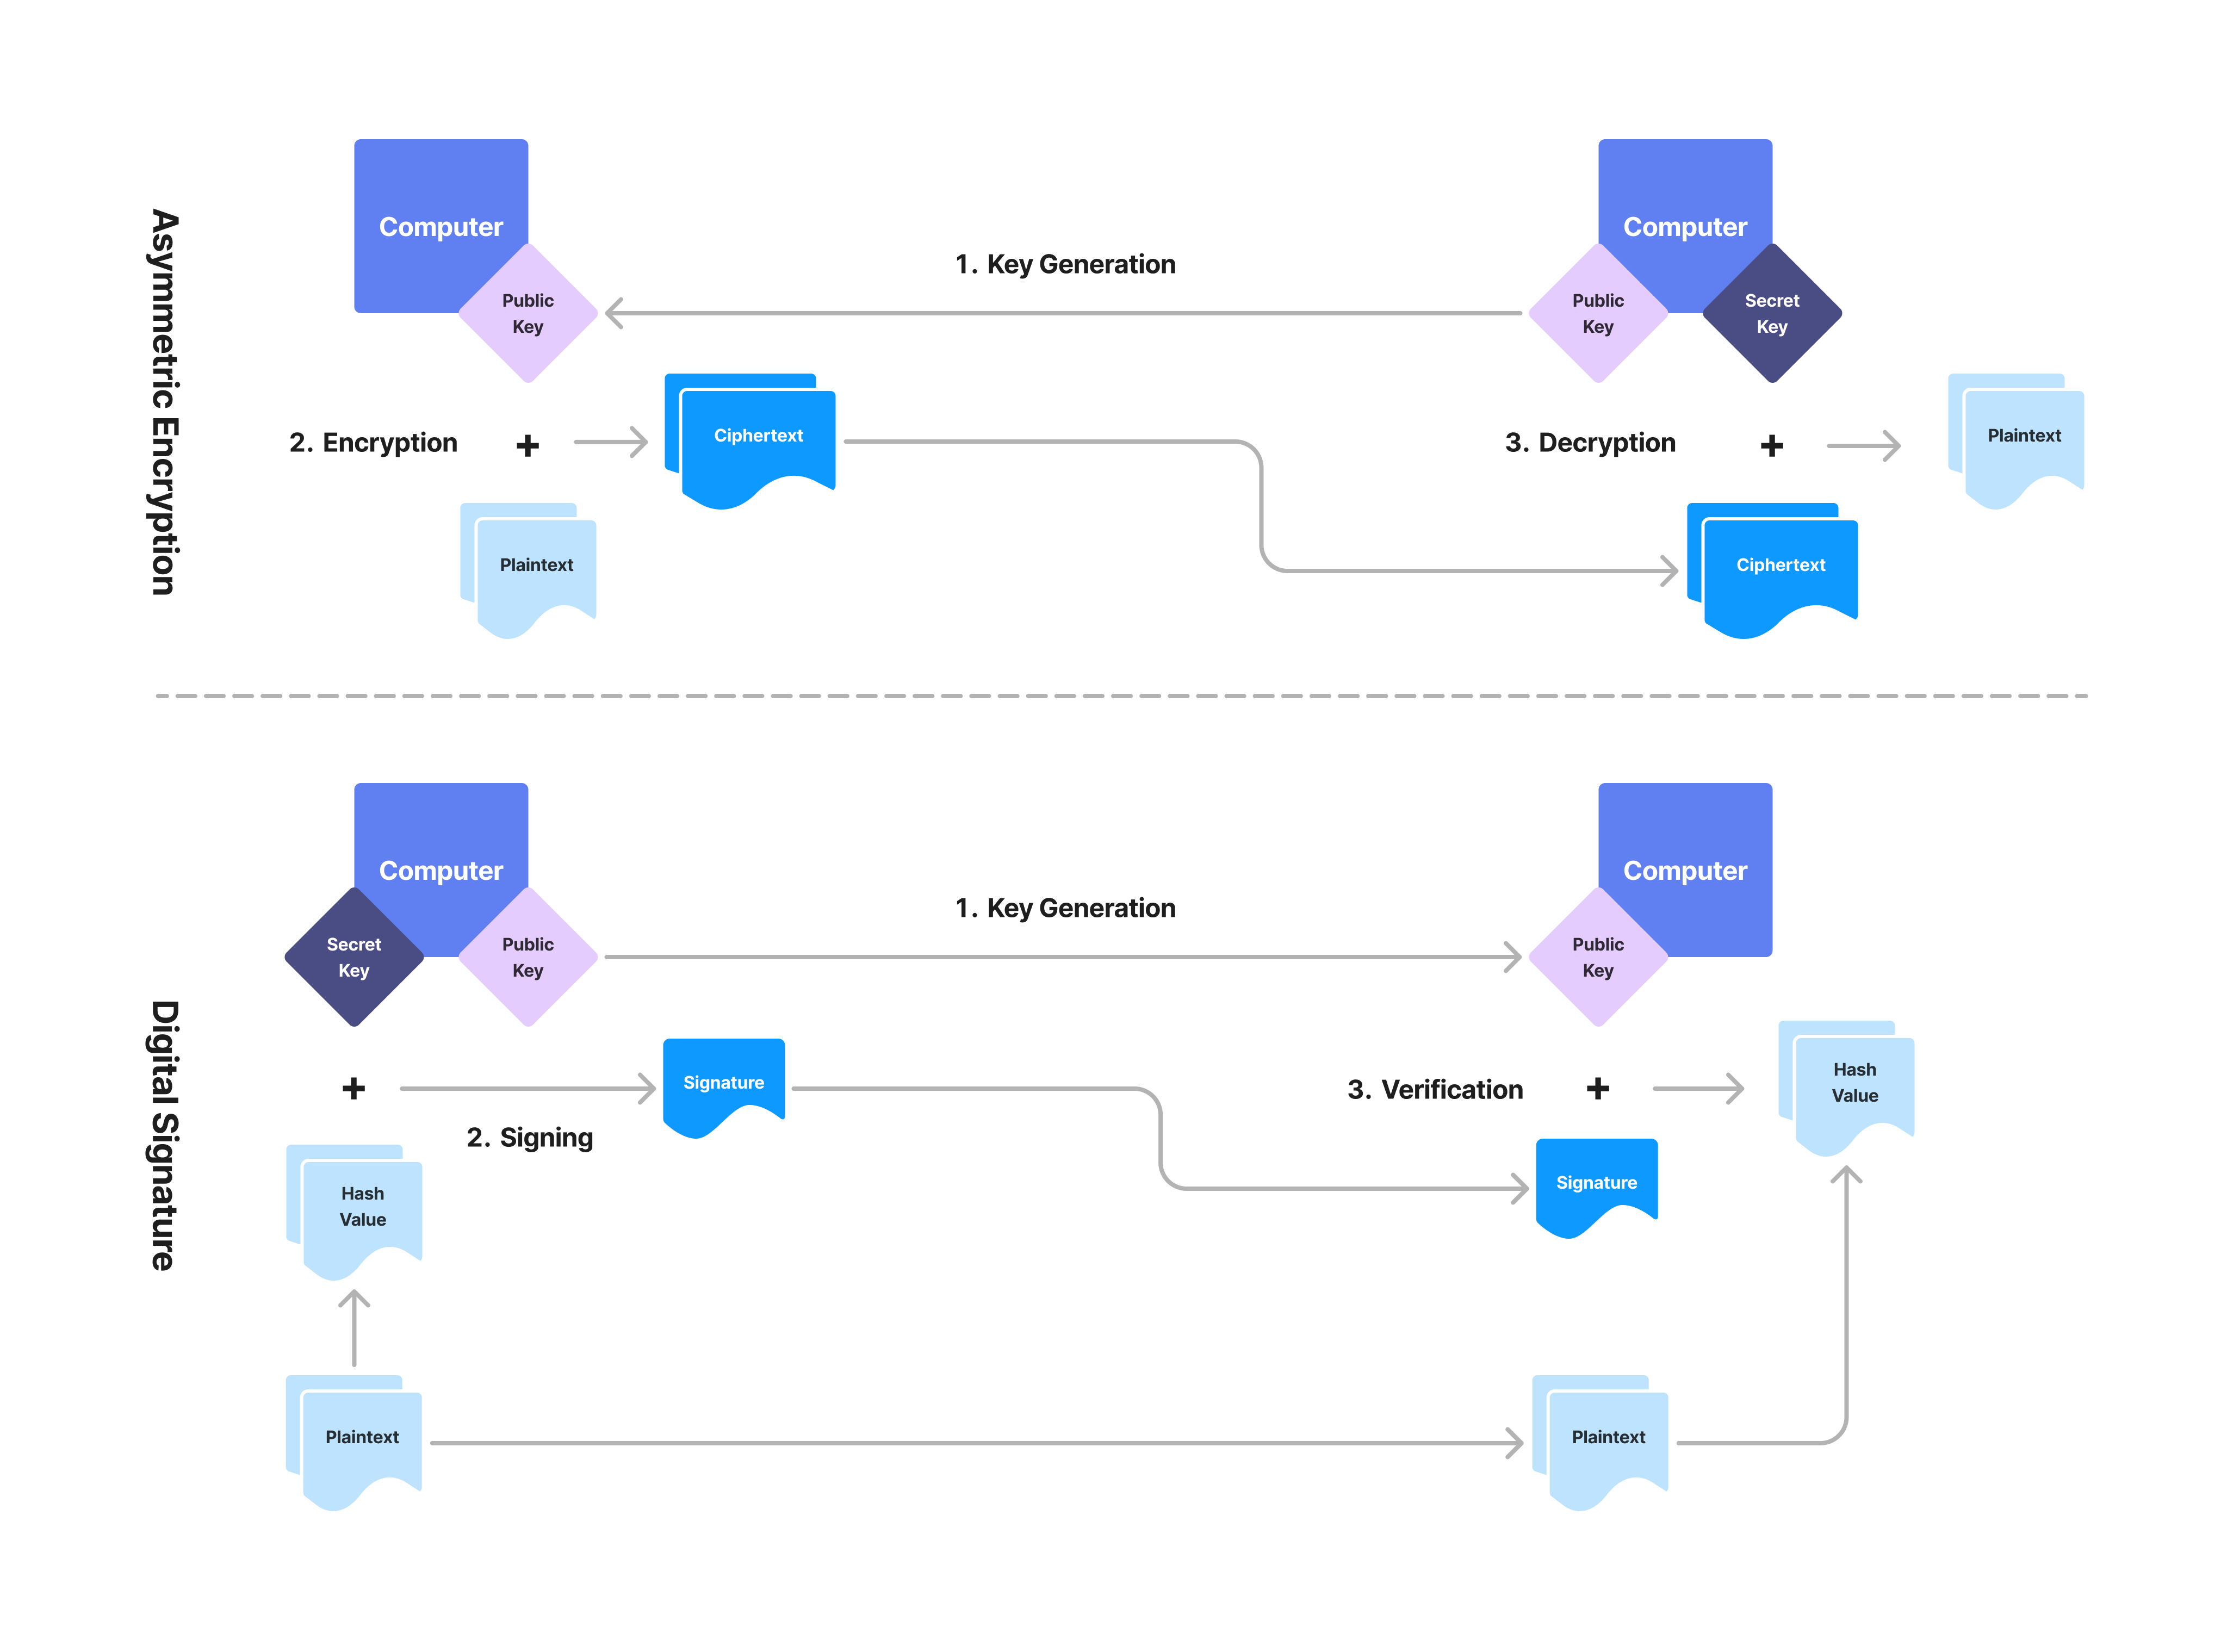 Asymmetric Encryption
Computer
Public
Key
1. Key Generation
Computer
Public
Key
Secret
Key
2. Encryption
+
Ciphertext
Plaintext
3. Decryption
+
Plaintext
Ciphertext
Digital Signature
Computer
Secret
Key
Public
Key
1. Key Generation
Computer
Public
Key
+
2. Signing
Signature
Hash
Value
Plaintext
3. Verification
+
Hash
Value
Signature
Plaintext